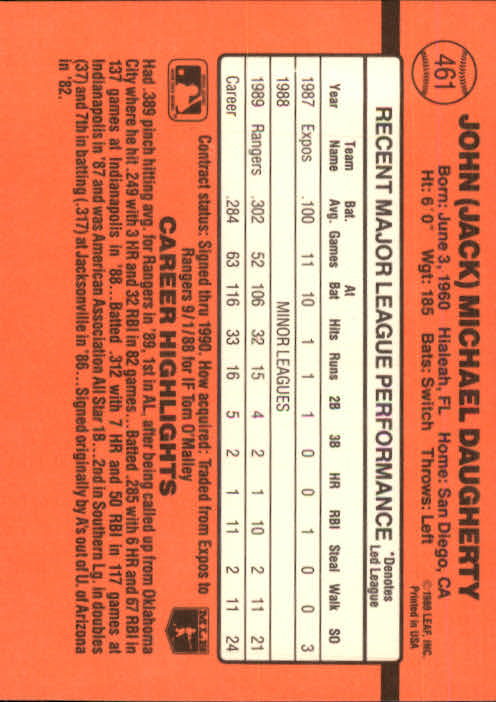 461
JOHN (JACK) MICHAEL DAUGHERTY
Born: June 3, 1960 Hialeah, FL Home: San Diego, CA
Ht: 6' 0" Wgt: 185 Bats: Switch Throws: Left
© 1989 LEAF, INC.
Printed in USA
RECENT MAJOR LEAGUE PERFORMANCE *Denotes Led League
Year Team Name Bat. Avg. Games At Bat Hits Runs 2B 3B HR RBI Steal Walk SO
1987 Expos .100 11 10 1 1 1 0 0 1 0 0 3
1988 MINOR LEAGUES
1989 Rangers .302 52 106 32 15 4 2 1 10 2 11 21
Career .284 63 116 33 16 5 2 1 11 2 11 24
Contract status: Signed thru 1990. How acquired: Traded from Expos to
Rangers 9/1/88 for IF Tom O'Malley
CAREER HIGHLIGHTS
Had .389 pinch hitting avg. for Rangers in '89, 1st in AL, after being called up from Oklahoma
City where he hit .249 with 3 HR and 32 RBI in 82 games...Batted .285 with 6 HR and 67 RBI in
137 games at Indianapolis in '88...Batted .312 with 7 HR and 50 RBI in 117 games at
Indianapolis in '87 and was American Association All Star 1B...2nd in Southern Lg. in doubles
(37) and 7th in batting (.317) at Jacksonville in '86...Signed originally by A's out of U. of Arizona
in '82.